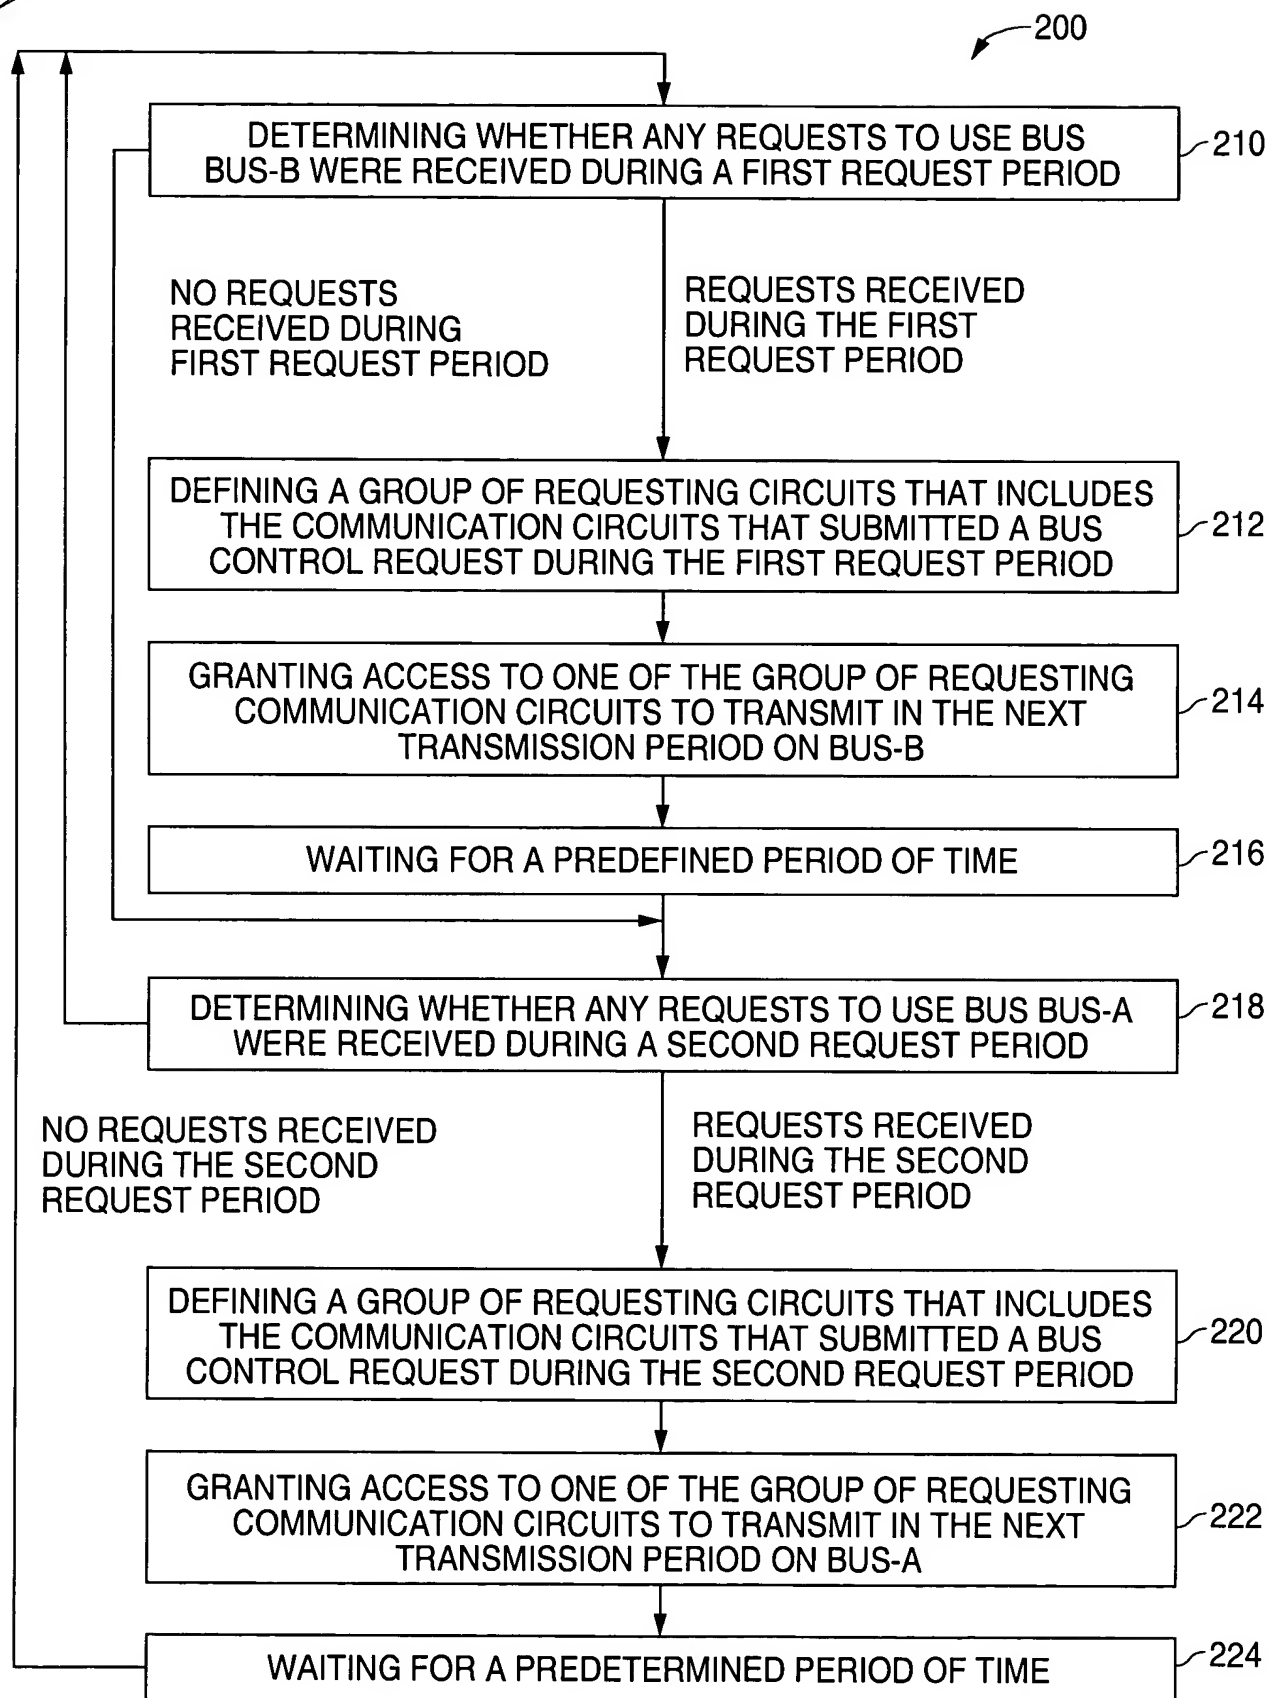 200
DETERMINING WHETHER ANY REQUESTS TO USE BUS
BUS-B WERE RECEIVED DURING A FIRST REQUEST PERIOD
210
NO REQUESTS
RECEIVED DURING
FIRST REQUEST PERIOD
REQUESTS RECEIVED
DURING THE FIRST
REQUEST PERIOD
DEFINING A GROUP OF REQUESTING CIRCUITS THAT INCLUDES
THE COMMUNICATION CIRCUITS THAT SUBMITTED A BUS
CONTROL REQUEST DURING THE FIRST REQUEST PERIOD
212
GRANTING ACCESS TO ONE OF THE GROUP OF REQUESTING
COMMUNICATION CIRCUITS TO TRANSMIT IN THE NEXT
TRANSMISSION PERIOD ON BUS-B
214
WAITING FOR A PREDEFINED PERIOD OF TIME
216
DETERMINING WHETHER ANY REQUESTS TO USE BUS BUS-A
WERE RECEIVED DURING A SECOND REQUEST PERIOD
218
NO REQUESTS RECEIVED
DURING THE SECOND
REQUEST PERIOD
REQUESTS RECEIVED
DURING THE SECOND
REQUEST PERIOD
DEFINING A GROUP OF REQUESTING CIRCUITS THAT INCLUDES
THE COMMUNICATION CIRCUITS THAT SUBMITTED A BUS
CONTROL REQUEST DURING THE SECOND REQUEST PERIOD
220
GRANTING ACCESS TO ONE OF THE GROUP OF REQUESTING
COMMUNICATION CIRCUITS TO TRANSMIT IN THE NEXT
TRANSMISSION PERIOD ON BUS-A
222
WAITING FOR A PREDETERMINED PERIOD OF TIME
224